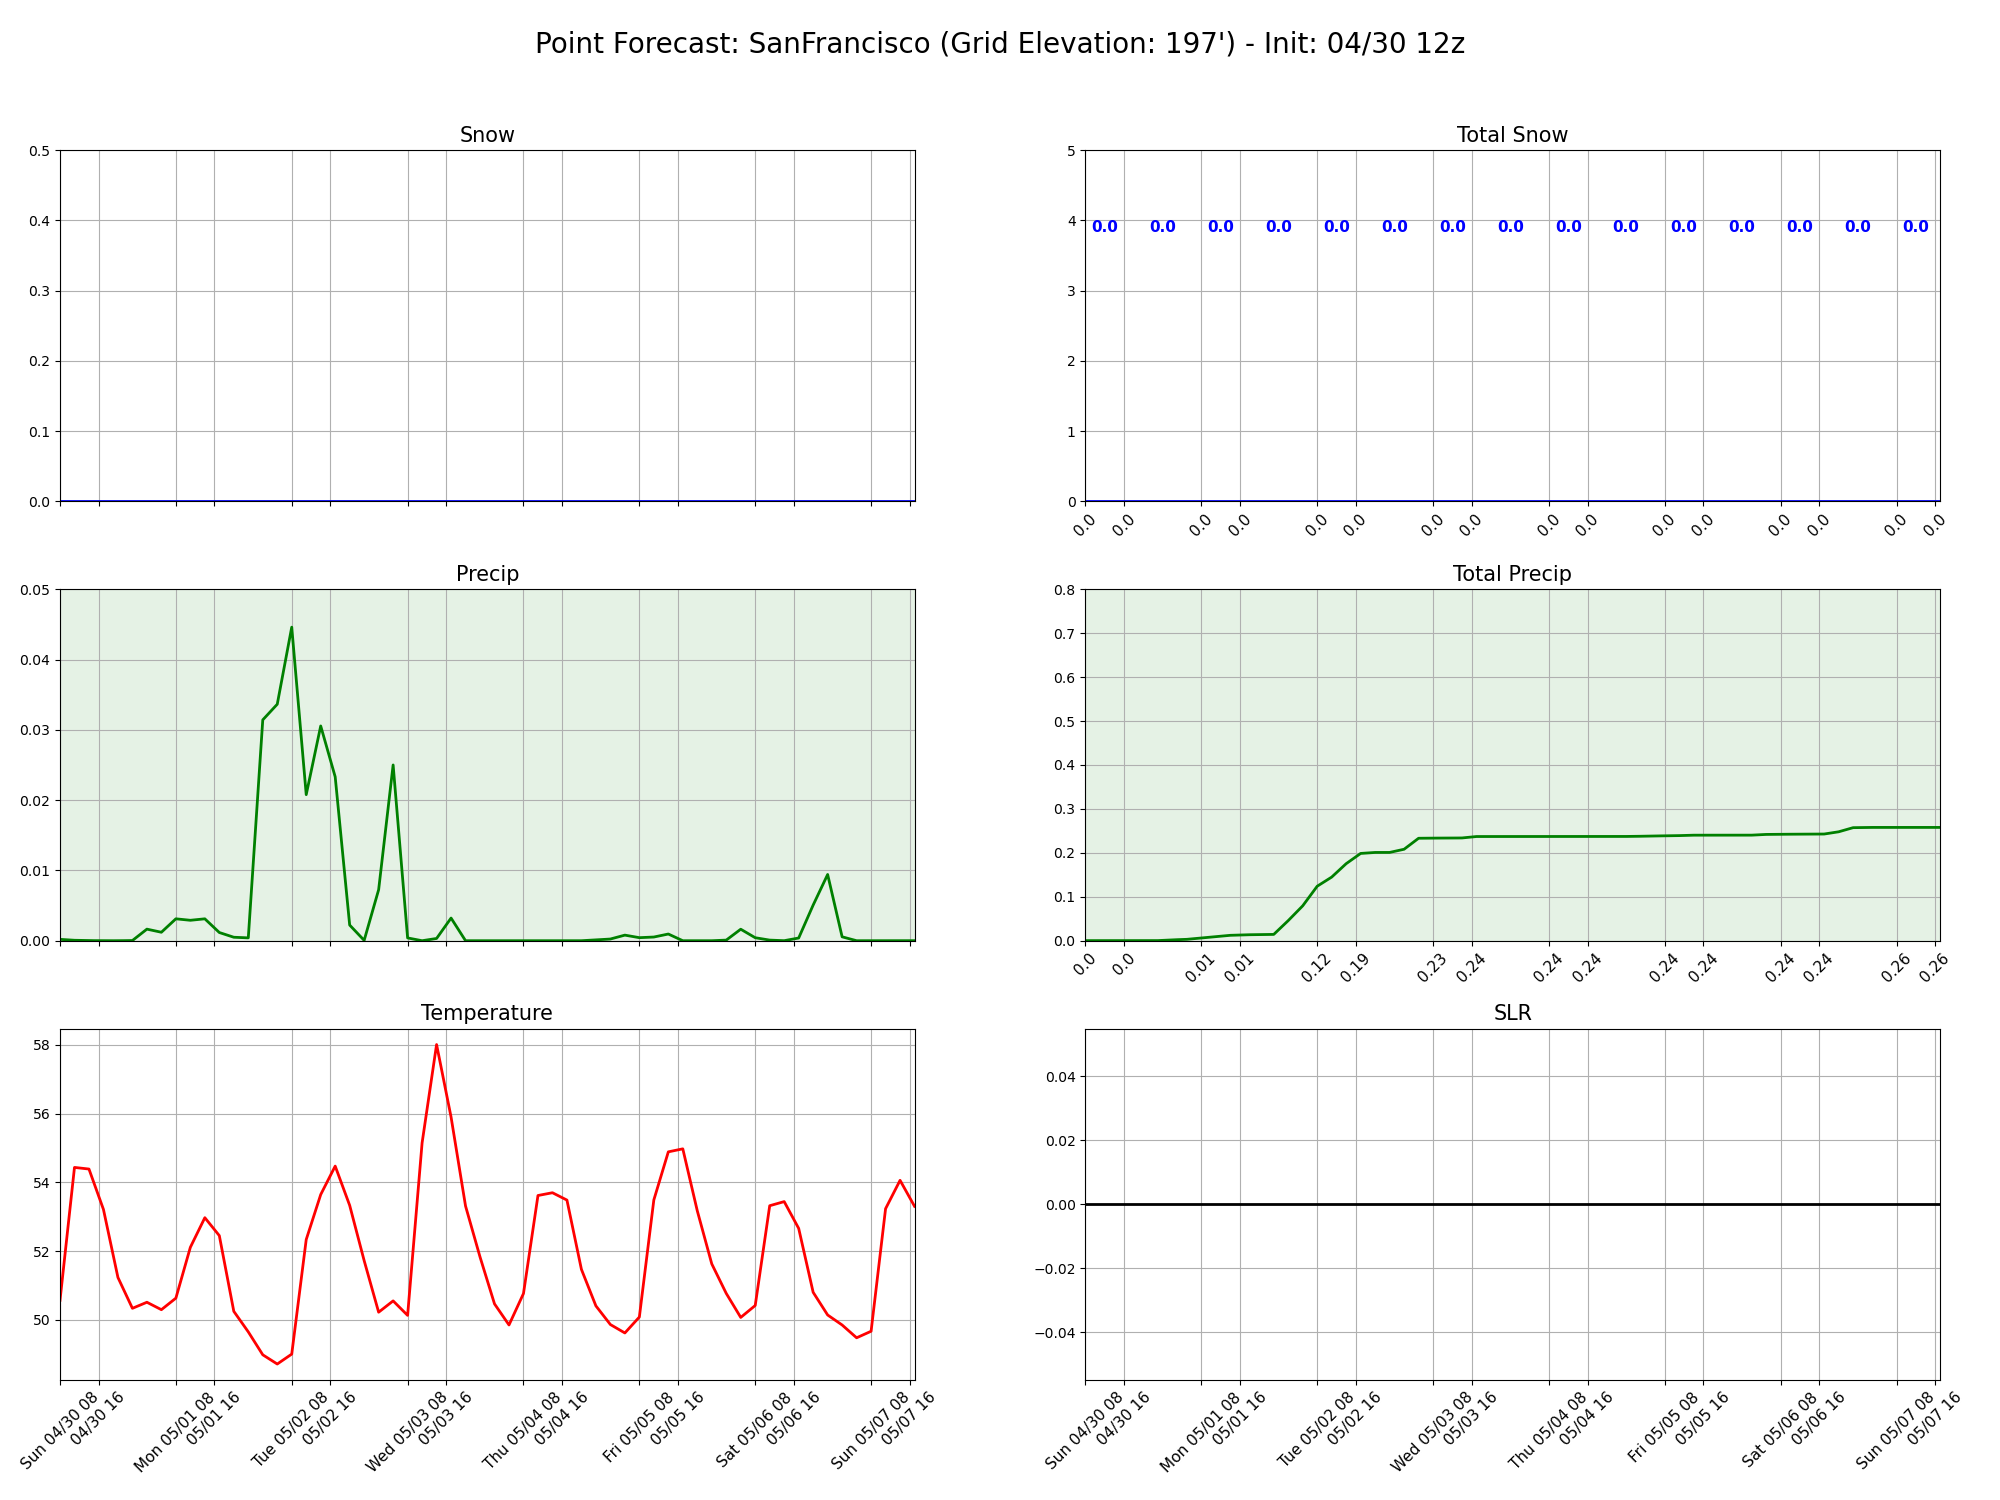 Point Forecast: SanFrancisco (Grid Elevation: 197') - Init: 04/30 12z
Snow
0.5
0.4
0.3
0.2
0.1
0.0
Total Snow
5
4
3
2
1
0
0.0 0.0 0.0 0.0 0.0 0.0 0.0 0.0 0.0 0.0 0.0 0.0 0.0 0.0 0.0
0.0 0.0 0.0 0.0 0.0 0.0 0.0 0.0 0.0 0.0 0.0 0.0 0.0 0.0 0.0 0.0
Precip
0.05
0.04
0.03
0.02
0.01
0.00
Total Precip
0.8
0.7
0.6
0.5
0.4
0.3
0.2
0.1
0.0
0.0 0.0 0.01 0.01 0.12 0.19 0.23 0.24 0.24 0.24 0.24 0.24 0.24 0.24 0.26 0.26
Temperature
58
56
54
52
50
Sun 04/30 08
04/30 16
Mon 05/01 08
05/01 16
Tue 05/02 08
05/02 16
Wed 05/03 08
05/03 16
Thu 05/04 08
05/04 16
Fri 05/05 08
05/05 16
Sat 05/06 08
05/06 16
Sun 05/07 08
05/07 16
SLR
0.04
0.02
0.00
−0.02
−0.04
Sun 04/30 08
04/30 16
Mon 05/01 08
05/01 16
Tue 05/02 08
05/02 16
Wed 05/03 08
05/03 16
Thu 05/04 08
05/04 16
Fri 05/05 08
05/05 16
Sat 05/06 08
05/06 16
Sun 05/07 08
05/07 16